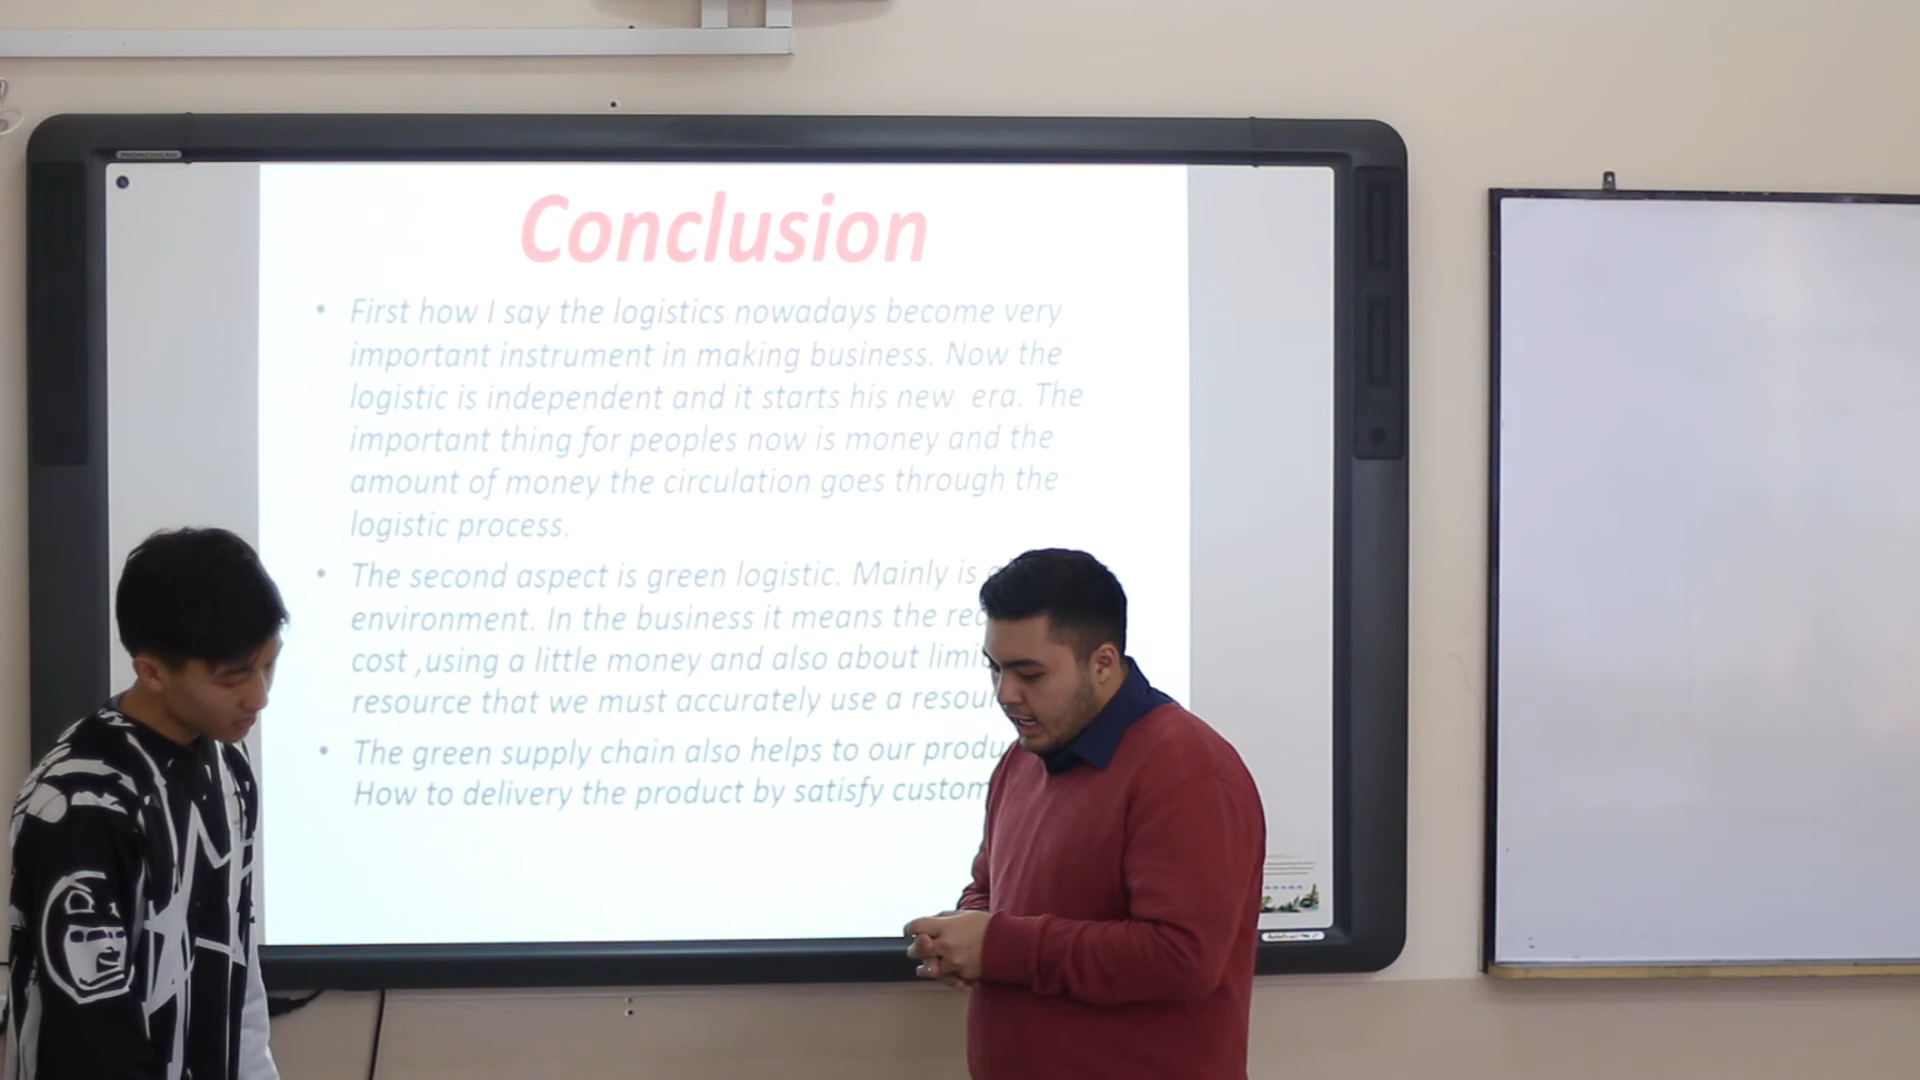 PROMETHEAN
Conclusion
• First how I say the logistics nowadays become very
important instrument in making business. Now the
logistic is independent and it starts his new era. The
important thing for peoples now is money and the
amount of money the circulation goes through the
logistic process.
• The second aspect is green logistic. Mainly is
environment. In the business it means the
cost ,using a little money and also about
resource that we must accurately use a
• The green supply chain also helps to our
How to delivery the product by satisfy